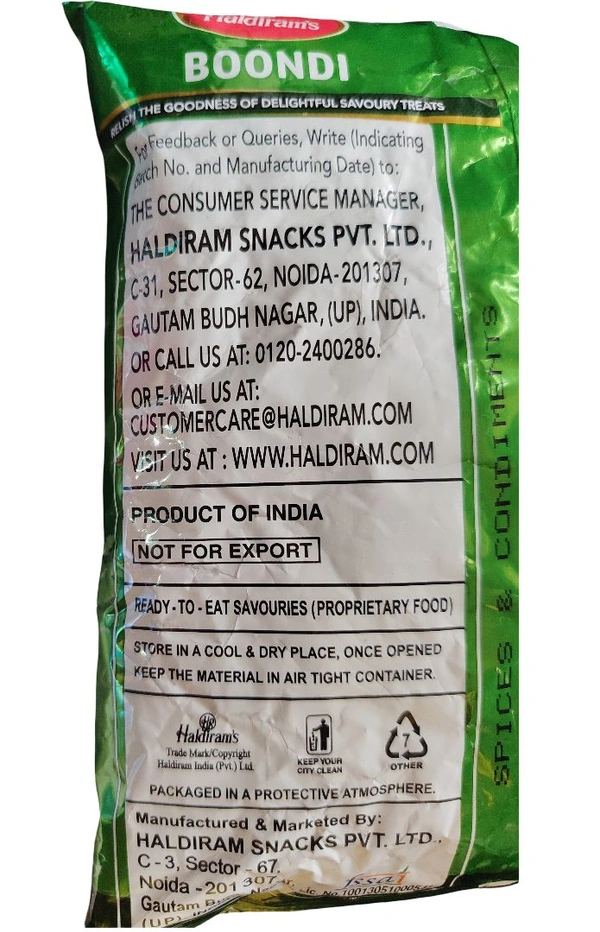 Haldiram's
BOONDI
RELISH THE GOODNESS OF DELIGHTFUL SAVOURY TREATS
For Feedback or Queries, Write (Indicating
Batch No. and Manufacturing Date) to:
THE CONSUMER SERVICE MANAGER,
HALDIRAM SNACKS PVT. LTD.,
C-31, SECTOR-62, NOIDA-201307,
GAUTAM BUDH NAGAR, (UP), INDIA.
OR CALL US AT: 0120-2400286.
OR E-MAIL US AT:
CUSTOMERCARE@HALDIRAM.COM
VISIT US AT : WWW.HALDIRAM.COM
PRODUCT OF INDIA
NOT FOR EXPORT
READY - TO - EAT SAVOURIES (PROPRIETARY FOOD)
STORE IN A COOL & DRY PLACE, ONCE OPENED
KEEP THE MATERIAL IN AIR TIGHT CONTAINER.
Haldiram's
Trade Mark/Copyright
Haldiram India (Pvt.) Ltd.
KEEP YOUR
CITY CLEAN
7
OTHER
PACKAGED IN A PROTECTIVE ATMOSPHERE.
Manufactured & Marketed By:
HALDIRAM SNACKS PVT. LTD.,
C-3, Sector - 67,
Noida - 201307
Gautam
(UP)
fssai
Lic. No.
SPICES & CONDIMENTS